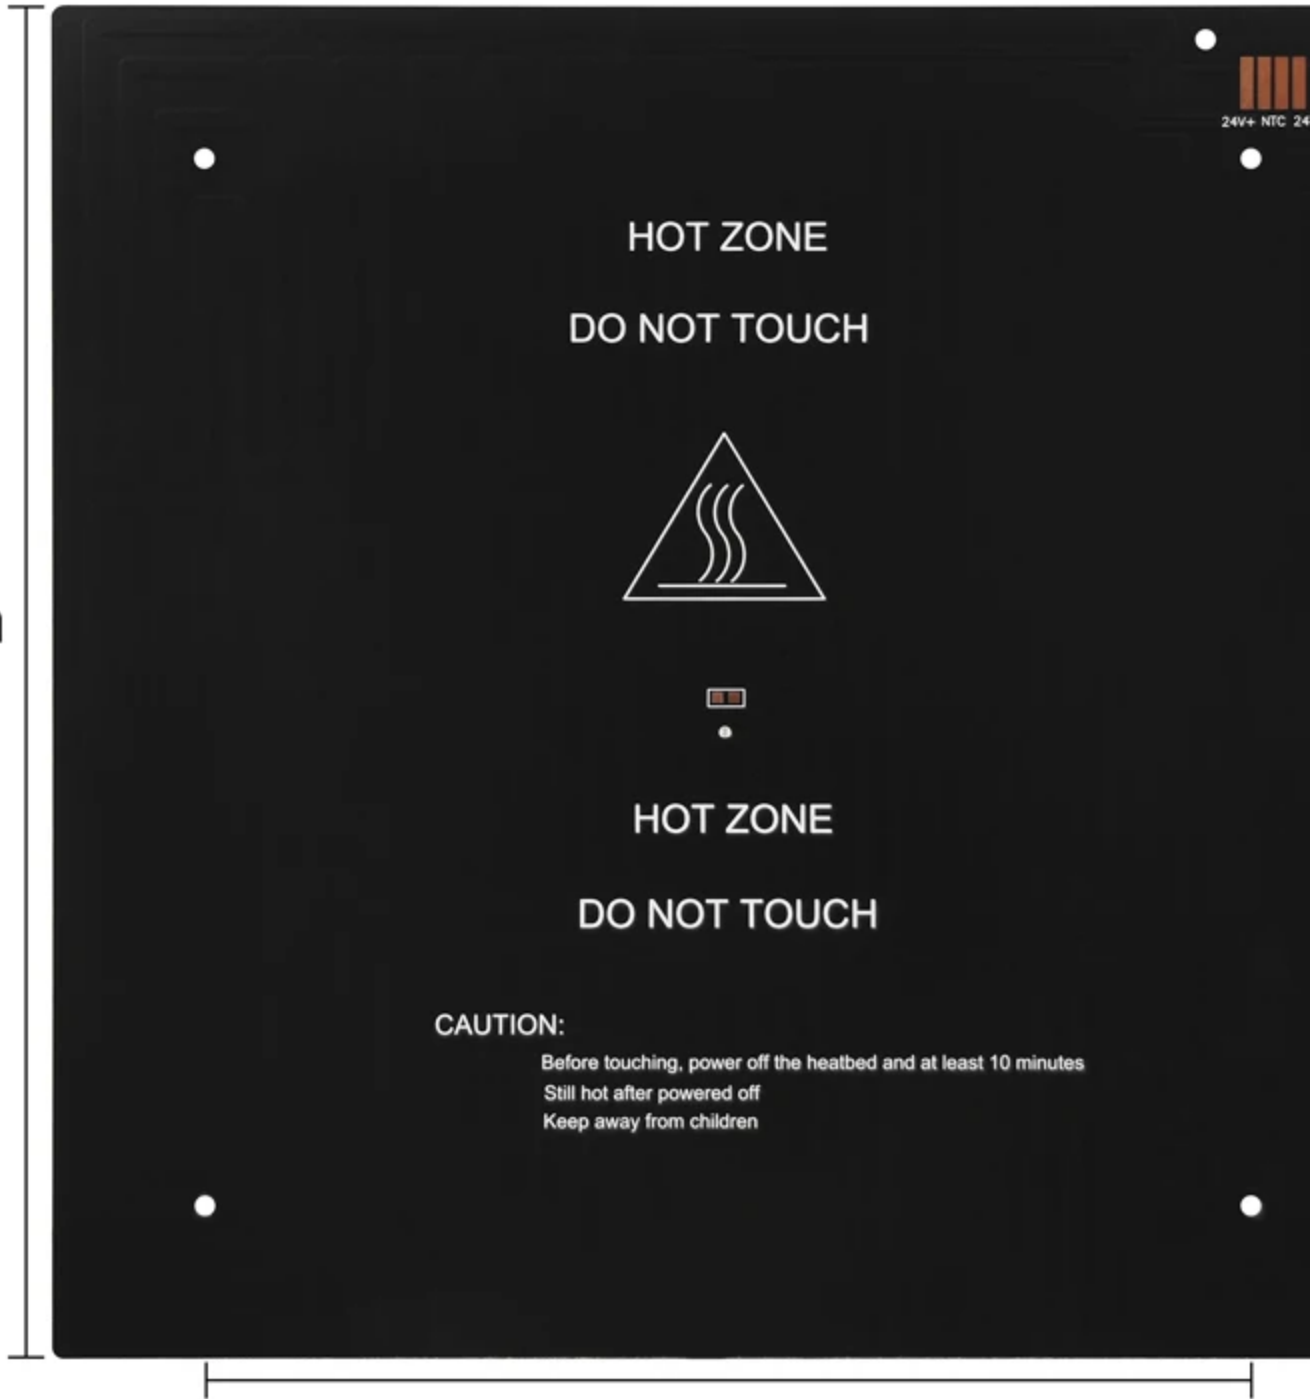 24V+ NTC 24
HOT ZONE
DO NOT TOUCH
HOT ZONE
DO NOT TOUCH
CAUTION:
Before touching, power off the heatbed and at least 10 minutes
Still hot after powered off
Keep away from children